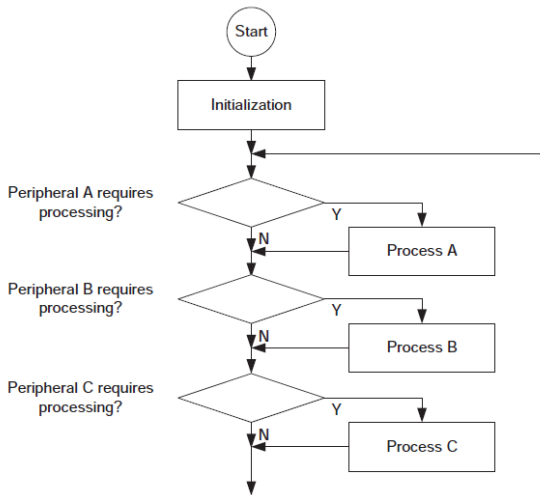 Start
Initialization
Peripheral A requires
processing?
Y
N
Process A
Peripheral B requires
processing?
Y
N
Process B
Peripheral C requires
processing?
Y
N
Process C